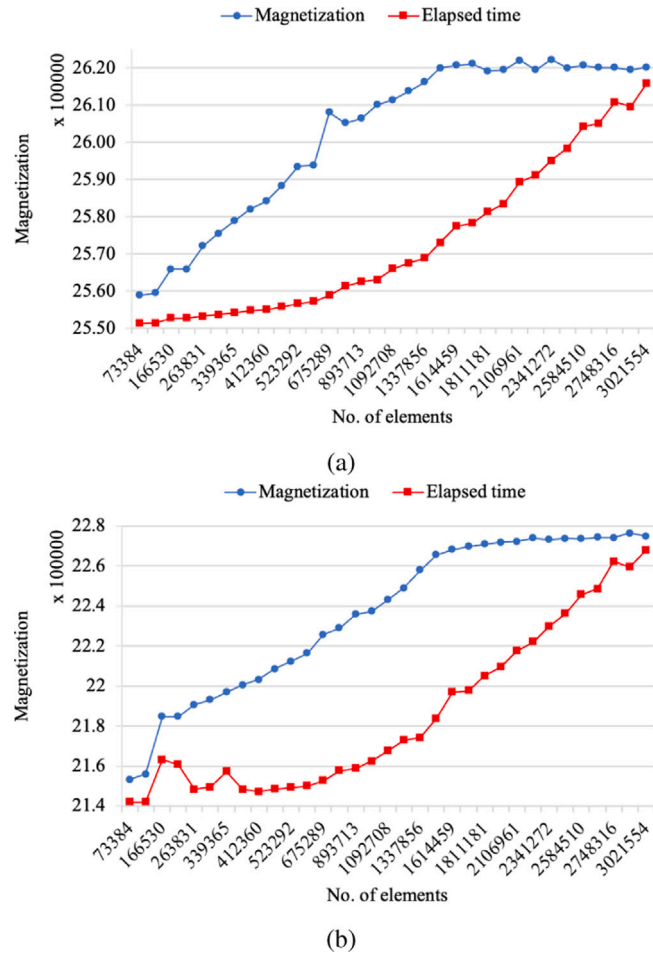 Magnetization Elapsed time
Magnetization
x 100000
26.20
26.10
26.00
25.90
25.80
25.70
25.60
25.50
73384 166530 263831 339365 412360 523292 675289 893713 1092708 1337856 1614459 1811181 2106961 2341272 2584510 2748316 3021554
No. of elements
(a)
Magnetization Elapsed time
Magnetization
x 100000
22.8
22.6
22.4
22.2
22
21.8
21.6
21.4
73384 166530 263831 339365 412360 523292 675289 893713 1092708 1337856 1614459 1811181 2106961 2341272 2584510 2748316 3021554
No. of elements
(b)